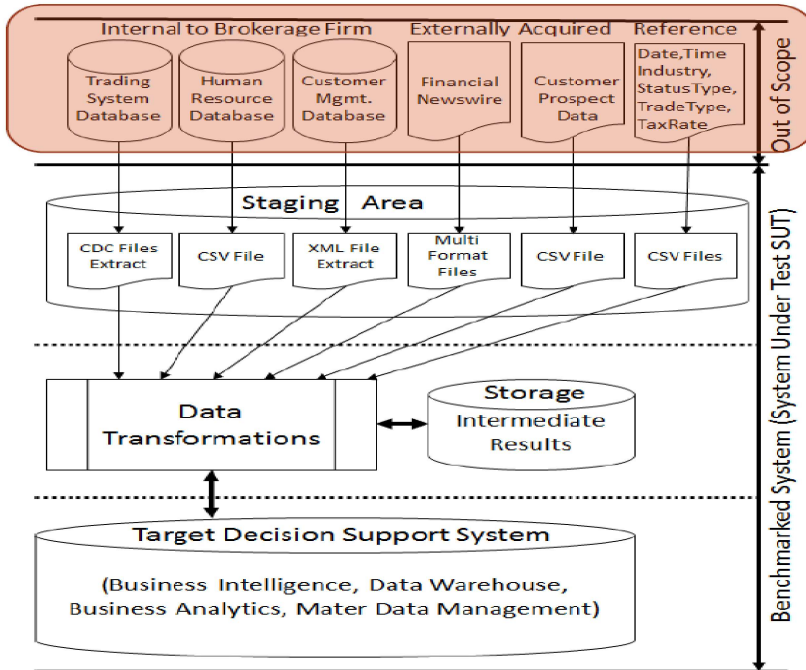 Internal to Brokerage Firm
Externally Acquired
Reference
Trading
System
Database
Human
Resource
Database
Customer
Mgmt.
Database
Financial
Newswire
Customer
Prospect
Data
Date,Time
Industry,
StatusType,
TradeType,
TaxRate
Out of Scope
Staging Area
CDC Files
Extract
CSV File
XML File
Extract
Multi
Format
Files
CSV File
CSV Files
Data
Transformations
Storage
Intermediate
Results
Target Decision Support System
(Business Intelligence, Data Warehouse,
Business Analytics, Mater Data Management)
Benchmarked System (System Under Test SUT)